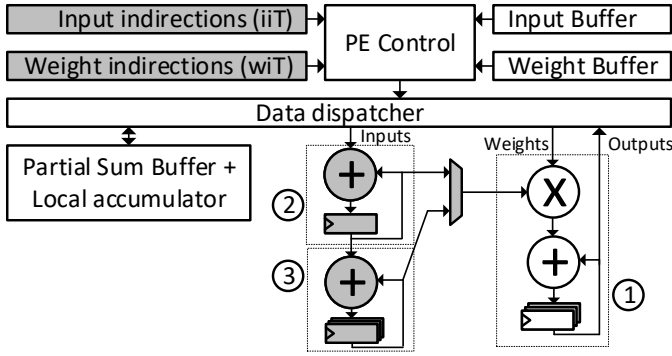 Input indirections (iiT)
PE Control
Input Buffer
Weight indirections (wiT)
Weight Buffer
Data dispatcher
Inputs
Weights
Outputs
Partial Sum Buffer +
Local accumulator
+
②
X
+
③
+
①